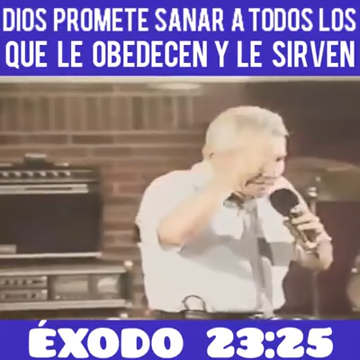 DIOS PROMETE SANAR A TODOS LOS
QUE LE OBEDECEN Y LE SIRVEN
ÉXODO 23:25